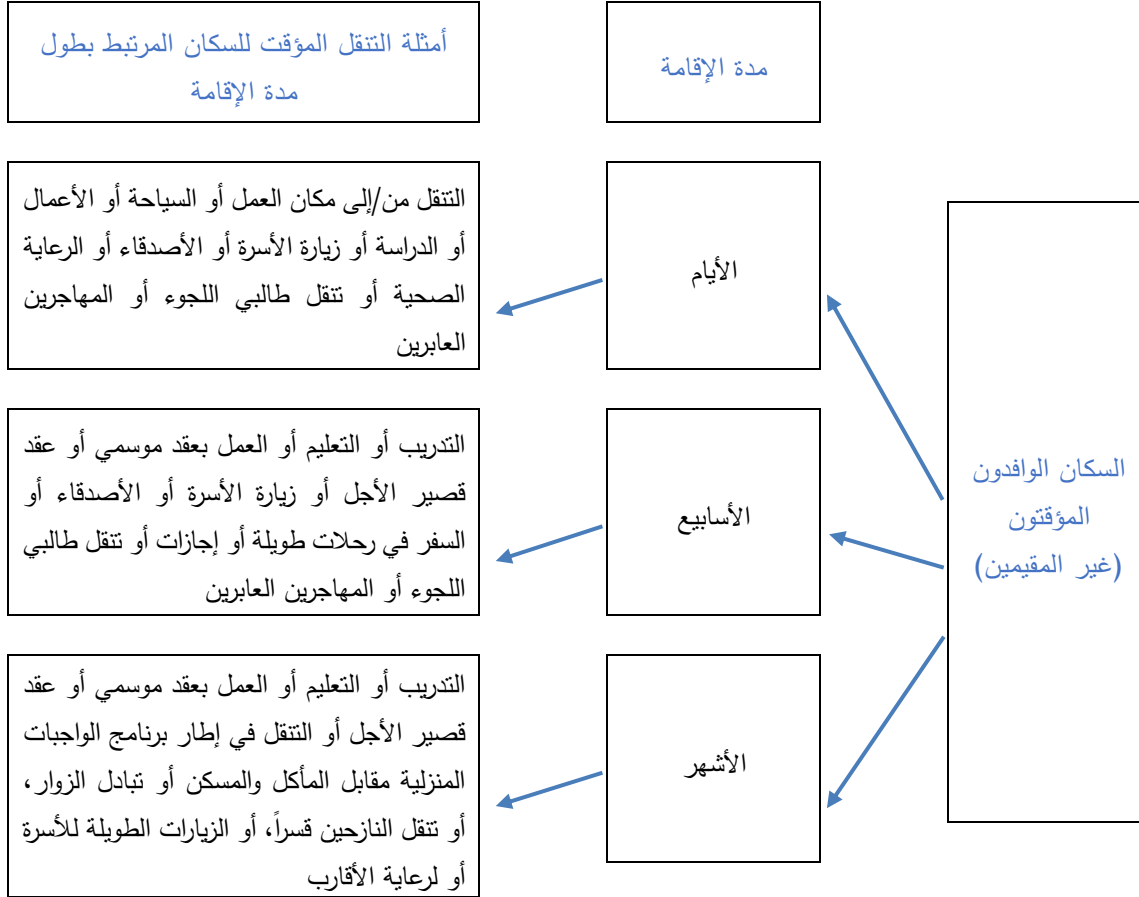 السكان الوافدون
المؤقتون
(غير المقيمين)
مدة الإقامة
أمثلة التنقل المؤقت للسكان المرتبط بطول
مدة الإقامة
الأيام
التنقل من/إلى مكان العمل أو السياحة أو الأعمال
أو الدراسة أو زيارة الأسرة أو الأصدقاء أو الرعاية
الصحية أو تنقل طالبي اللجوء أو المهاجرين
العابرين
الأسابيع
التدريب أو التعليم أو العمل بعقد موسمي أو عقد
قصير الأجل أو زيارة الأسرة أو الأصدقاء أو
السفر في رحلات طويلة أو إجازات أو تنقل طالبي
اللجوء أو المهاجرين العابرين
الأشهر
التدريب أو التعليم أو العمل بعقد موسمي أو عقد
قصير الأجل أو التنقل في إطار برنامج الواجبات
المنزلية مقابل المأكل والمسكن أو تبادل الزوار،
أو تنقل النازحين قسراً، أو الزيارات الطويلة للأسرة
أو لرعاية الأقارب